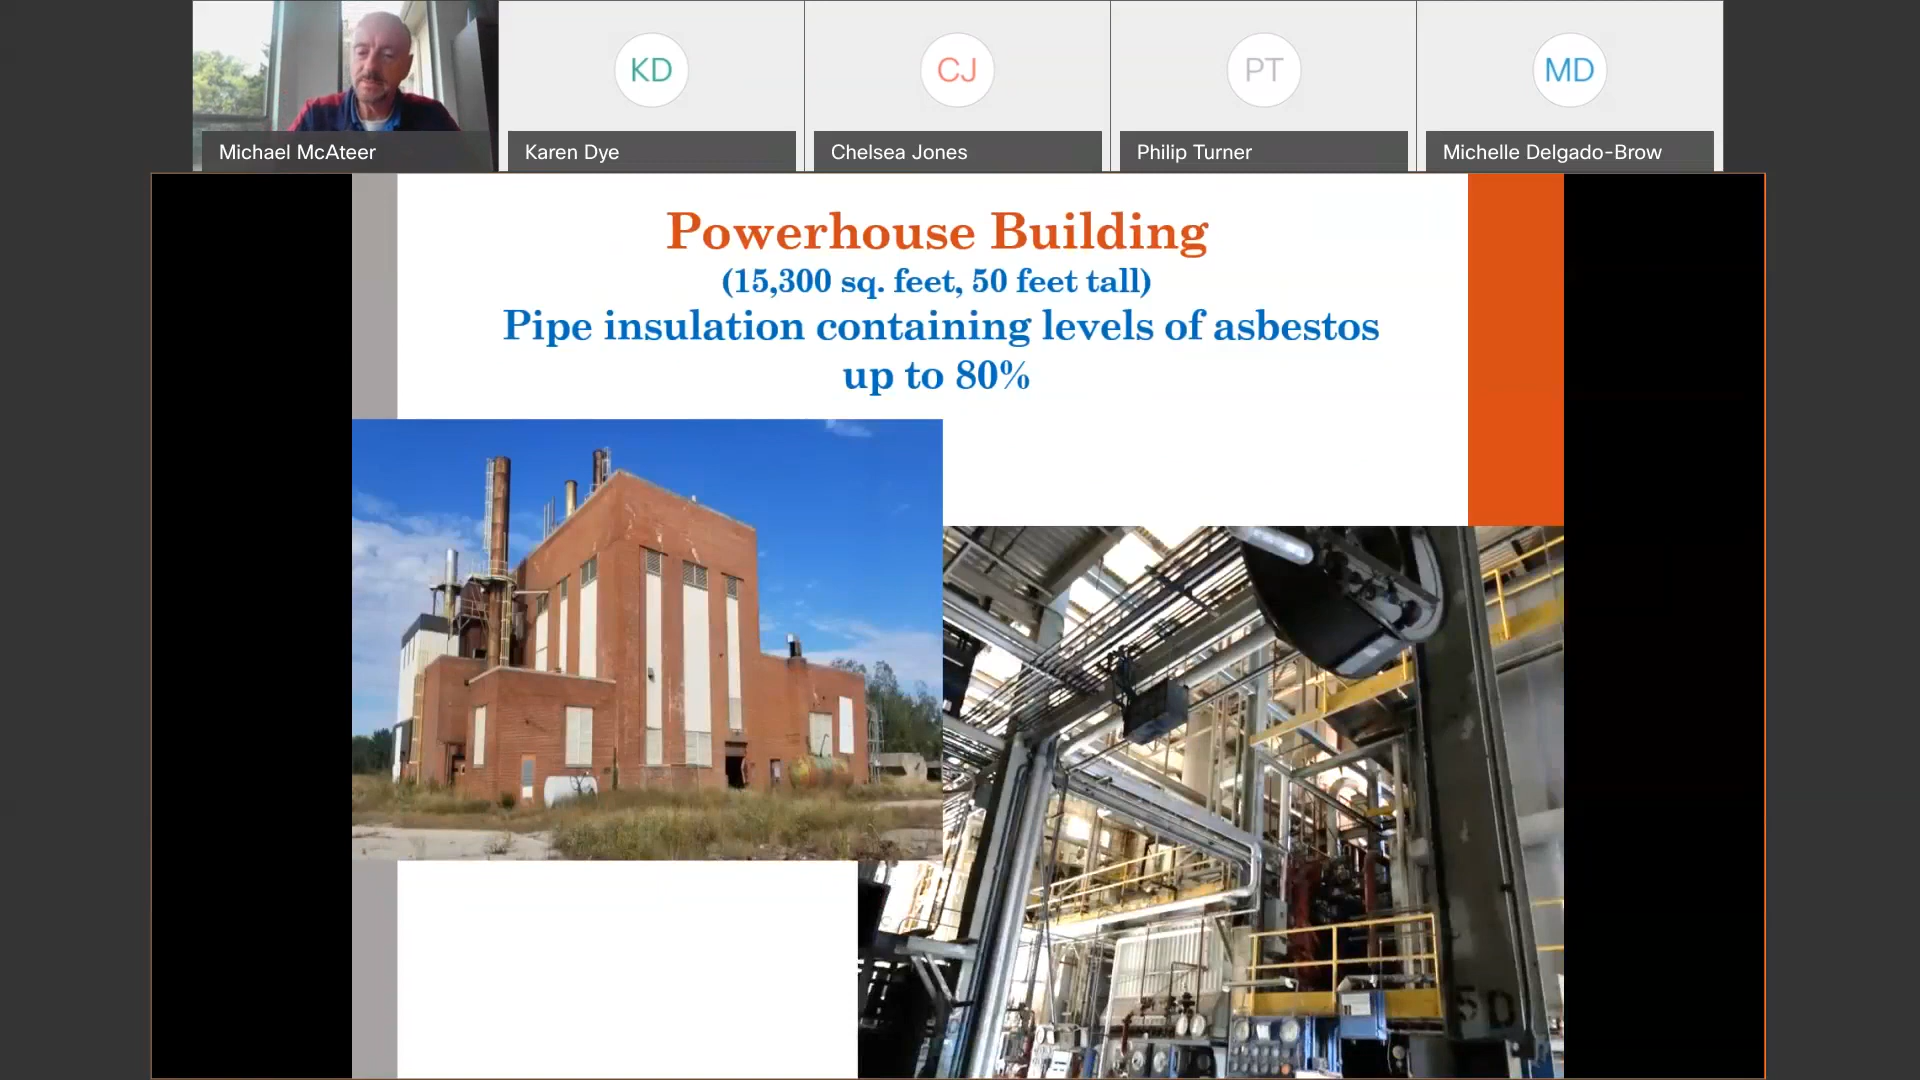 KD
CJ
PT
MD
Michael McAteer
Karen Dye
Chelsea Jones
Philip Turner
Michelle Delgado-Brow
Powerhouse Building
(15,300 sq. feet, 50 feet tall)
Pipe insulation containing levels of asbestos
up to 80%
50